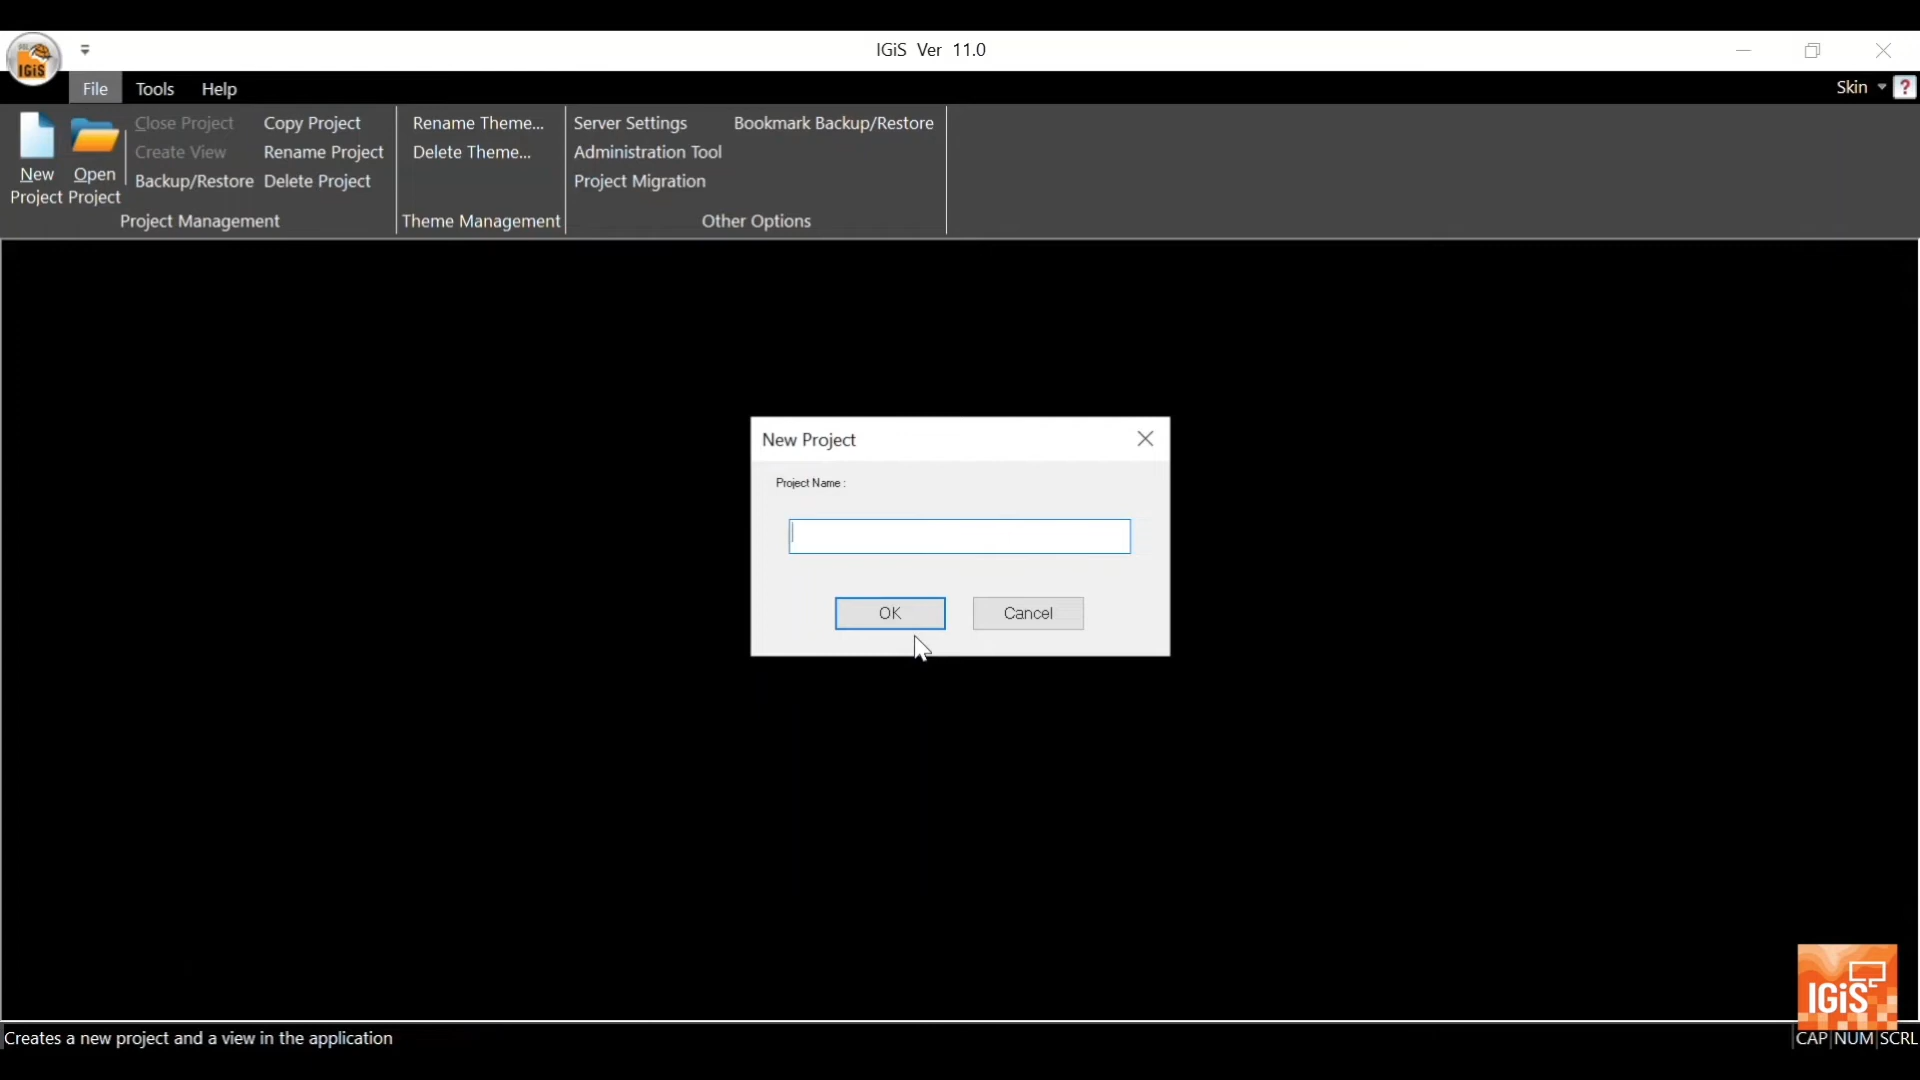 IGiS
IGiS Ver 11.0
File Tools Help
Skin ?
New Project
Open Project
Close Project
Create View
Backup/Restore
Copy Project
Rename Project
Delete Project
Project Management
Rename Theme...
Delete Theme...
Theme Management
Server Settings
Administration Tool
Project Migration
Bookmark Backup/Restore
Other Options
New Project
Project Name :
OK
Cancel
IGiS
Creates a new project and a view in the application
CAP NUM SCRL